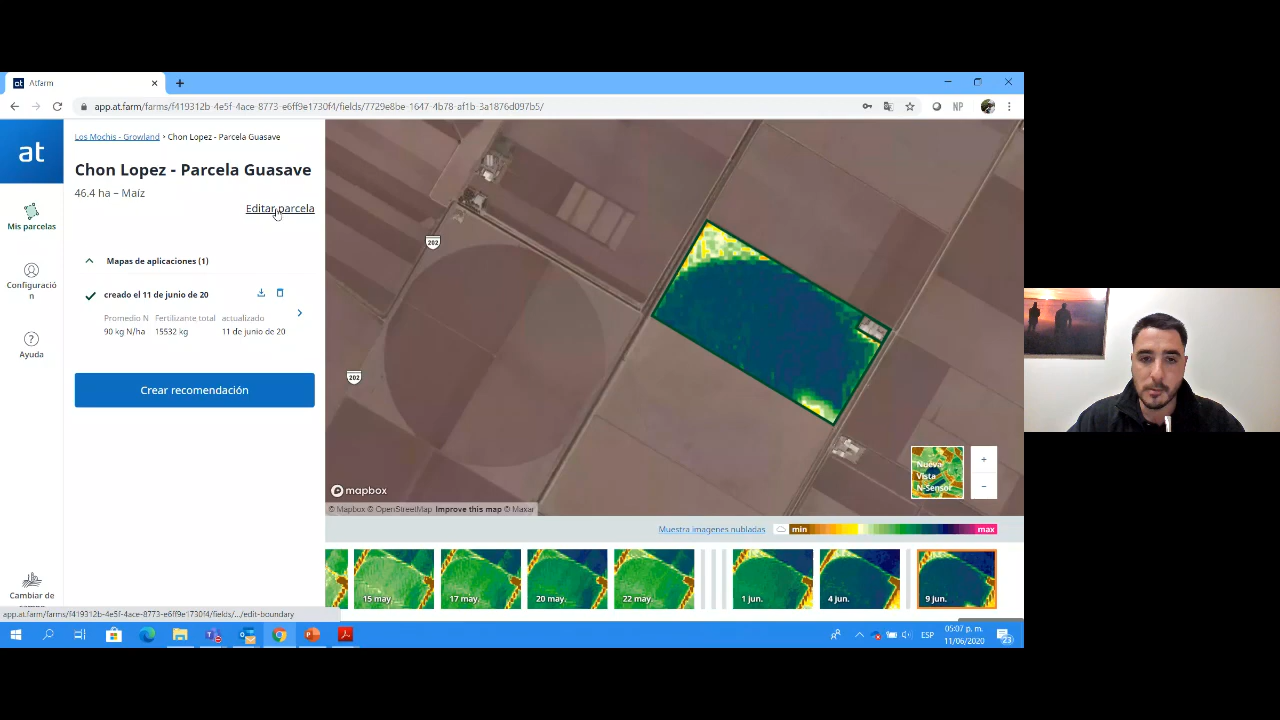 at
Atfarm
app.at.farm/farms/f419312b-4e5f-4ace-8773-e6ff9e1730f4/fields/7729e8be-1647-4b78-af1b-3a1876d097b5/
NP
at
Mis parcelas
Configuració
n
Ayuda
Cambiar de
Los Mochis - Growland › Chon Lopez - Parcela Guasave
Chon Lopez - Parcela Guasave
46.4 ha – Maíz
Editar parcela
Mapas de aplicaciones (1)
creado el 11 de junio de 20
Promedio N Fertilizante total actualizado
90 kg N/ha 15532 kg 11 de junio de 20
Crear recomendación
202
202
Nueva
Vista
N-Sensor
+
−
mapbox
© Mapbox © OpenStreetMap Improve this map © Maxar
Muestra imagenes nubladas
min
max
15 may.
17 may.
20 may.
22 may.
1 jun.
4 jun.
9 jun.
app.at.farm/farms/f419312b-4e5f-4ace-8773-e6ff9e1730f4/fields/.../edit-boundary
ESP
05:07 p. m.
11/06/2020
23